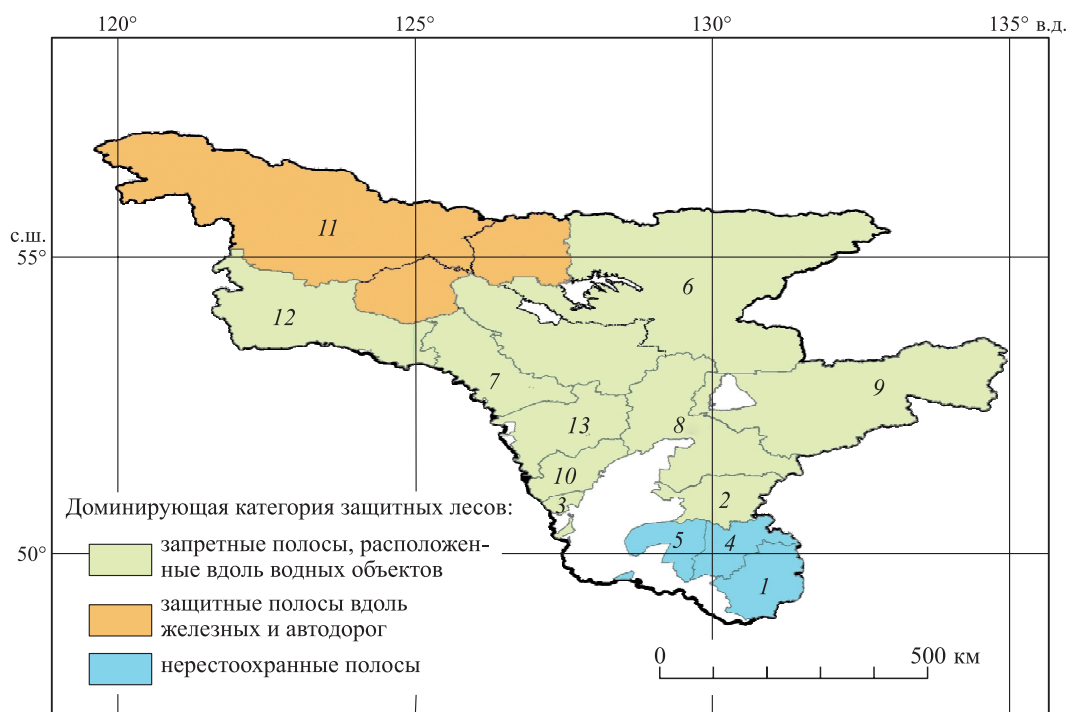 120° 125° 130° 135° в.д.
с.ш.
55°
11
6
12
7
9
13
8
10
3
2
Доминирующая категория защитных лесов:
5
4
50°
запретные полосы, расположен-
ные вдоль водных объектов
1
защитные полосы вдоль
железных и автодорог
0 500 км
нерестоохранные полосы